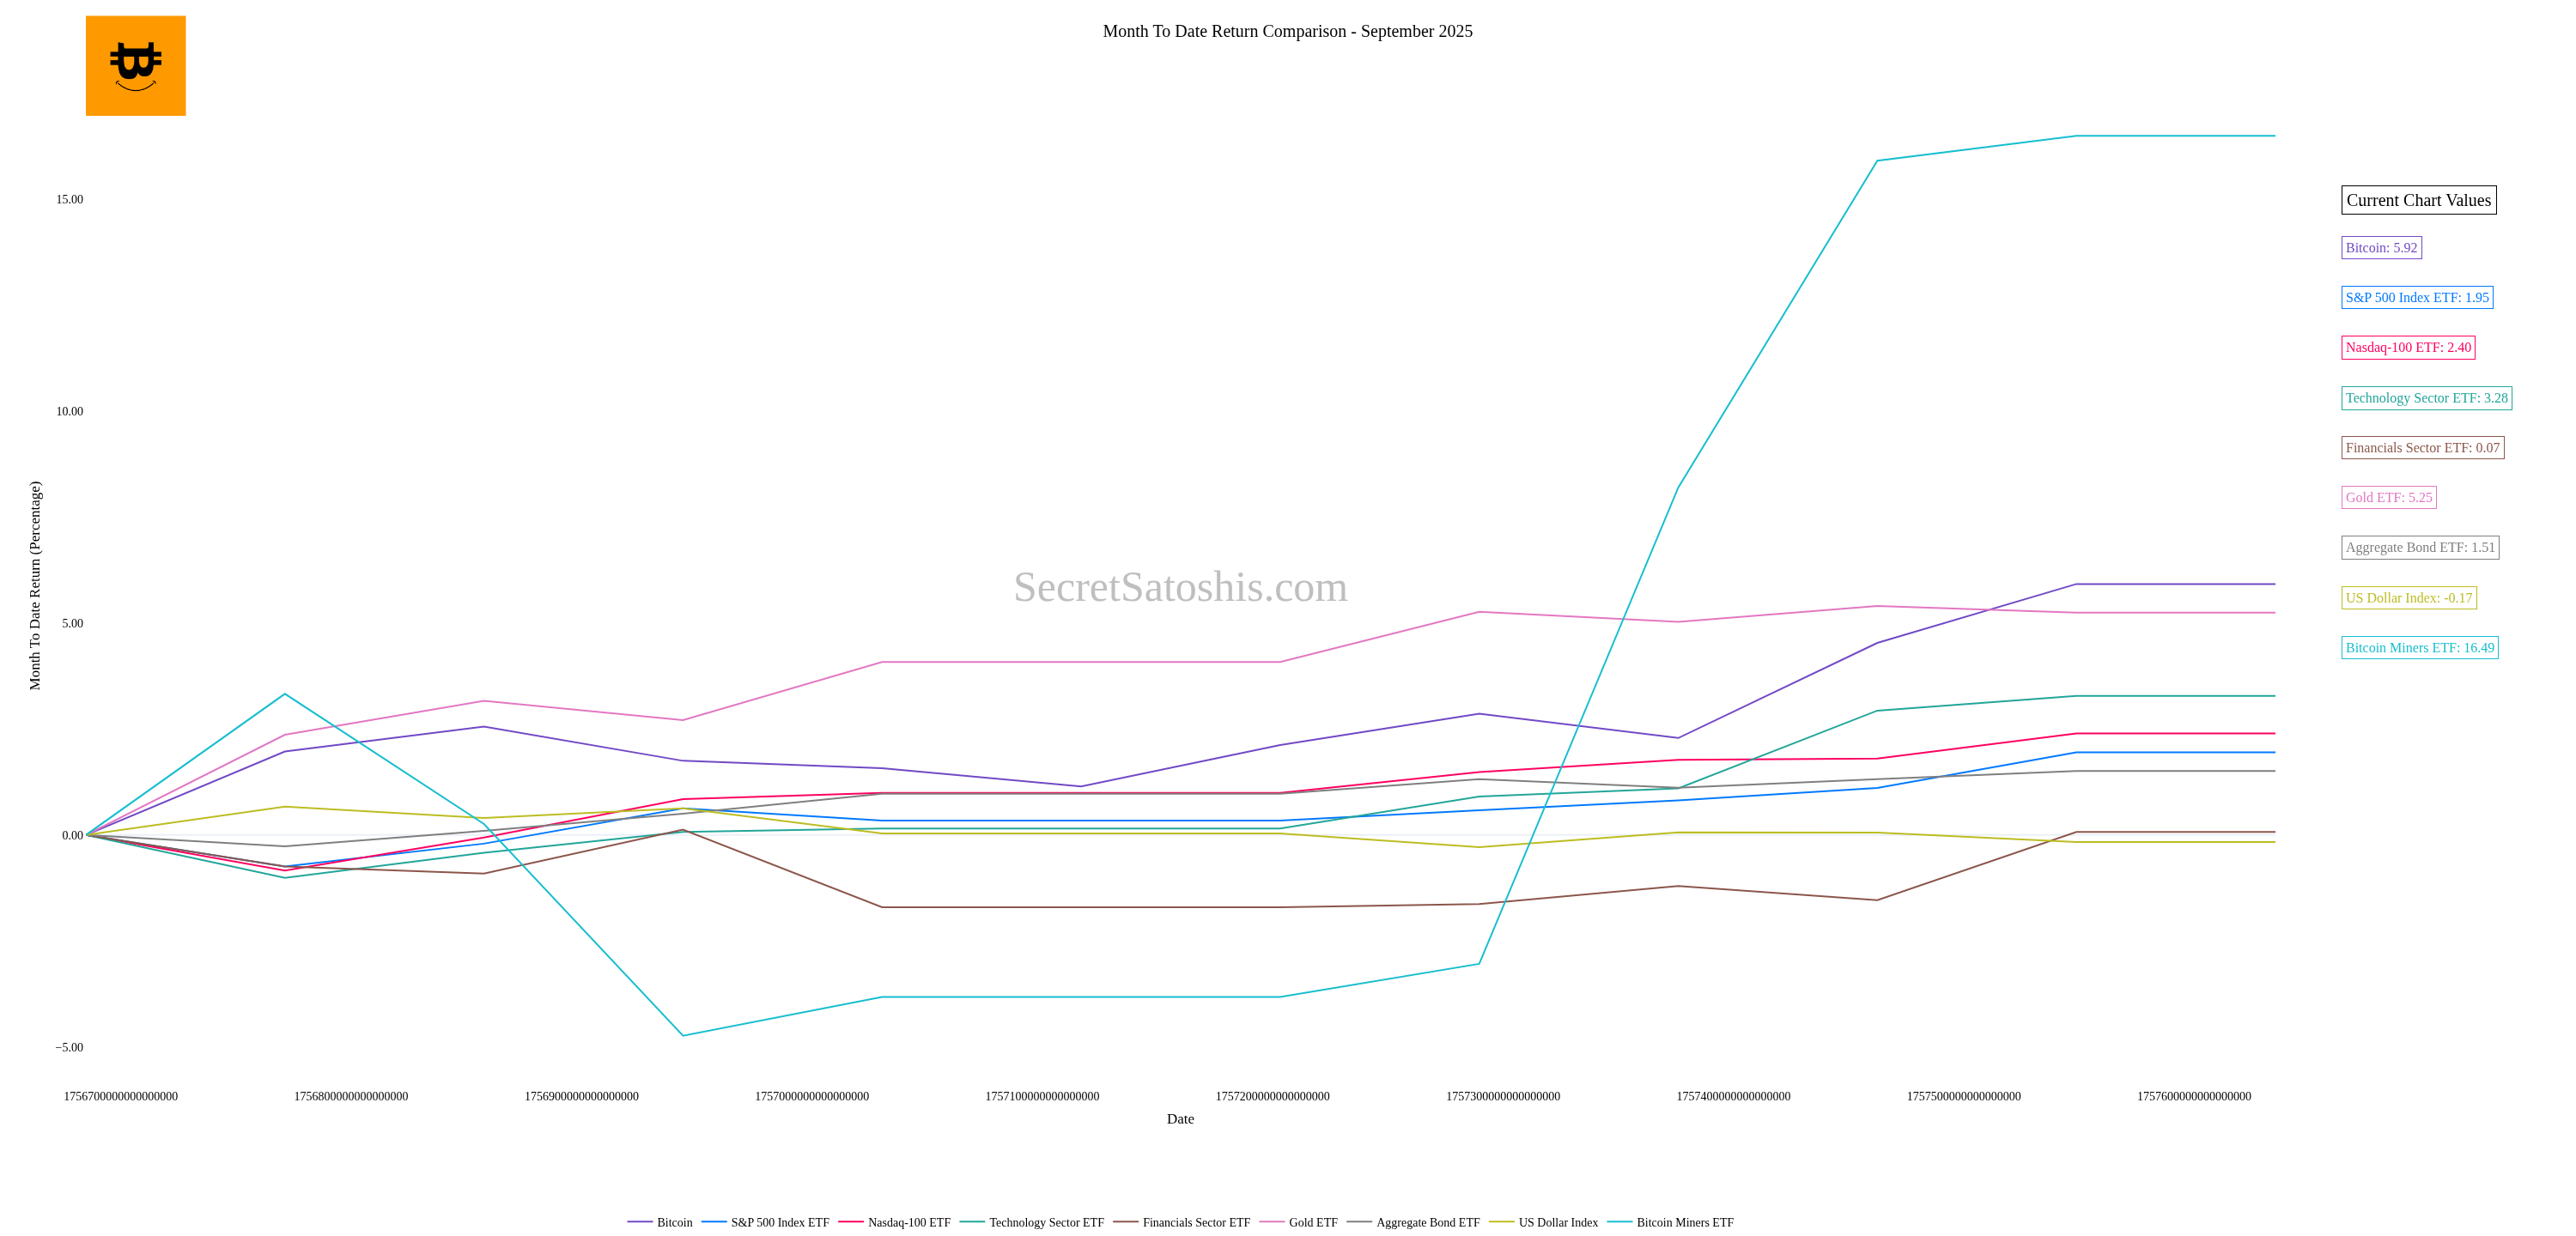 Month To Date Return Comparison - September 2025
15.00
10.00
5.00
0.00
−5.00
Month To Date Return (Percentage)
SecretSatoshis.com
Current Chart Values
Bitcoin: 5.92
S&P 500 Index ETF: 1.95
Nasdaq-100 ETF: 2.40
Technology Sector ETF: 3.28
Financials Sector ETF: 0.07
Gold ETF: 5.25
Aggregate Bond ETF: 1.51
US Dollar Index: -0.17
Bitcoin Miners ETF: 16.49
1756700000000000000 1756800000000000000 1756900000000000000 1757000000000000000 1757100000000000000 1757200000000000000 1757300000000000000 1757400000000000000 1757500000000000000 1757600000000000000
Date
Bitcoin S&P 500 Index ETF Nasdaq-100 ETF Technology Sector ETF Financials Sector ETF Gold ETF Aggregate Bond ETF US Dollar Index Bitcoin Miners ETF